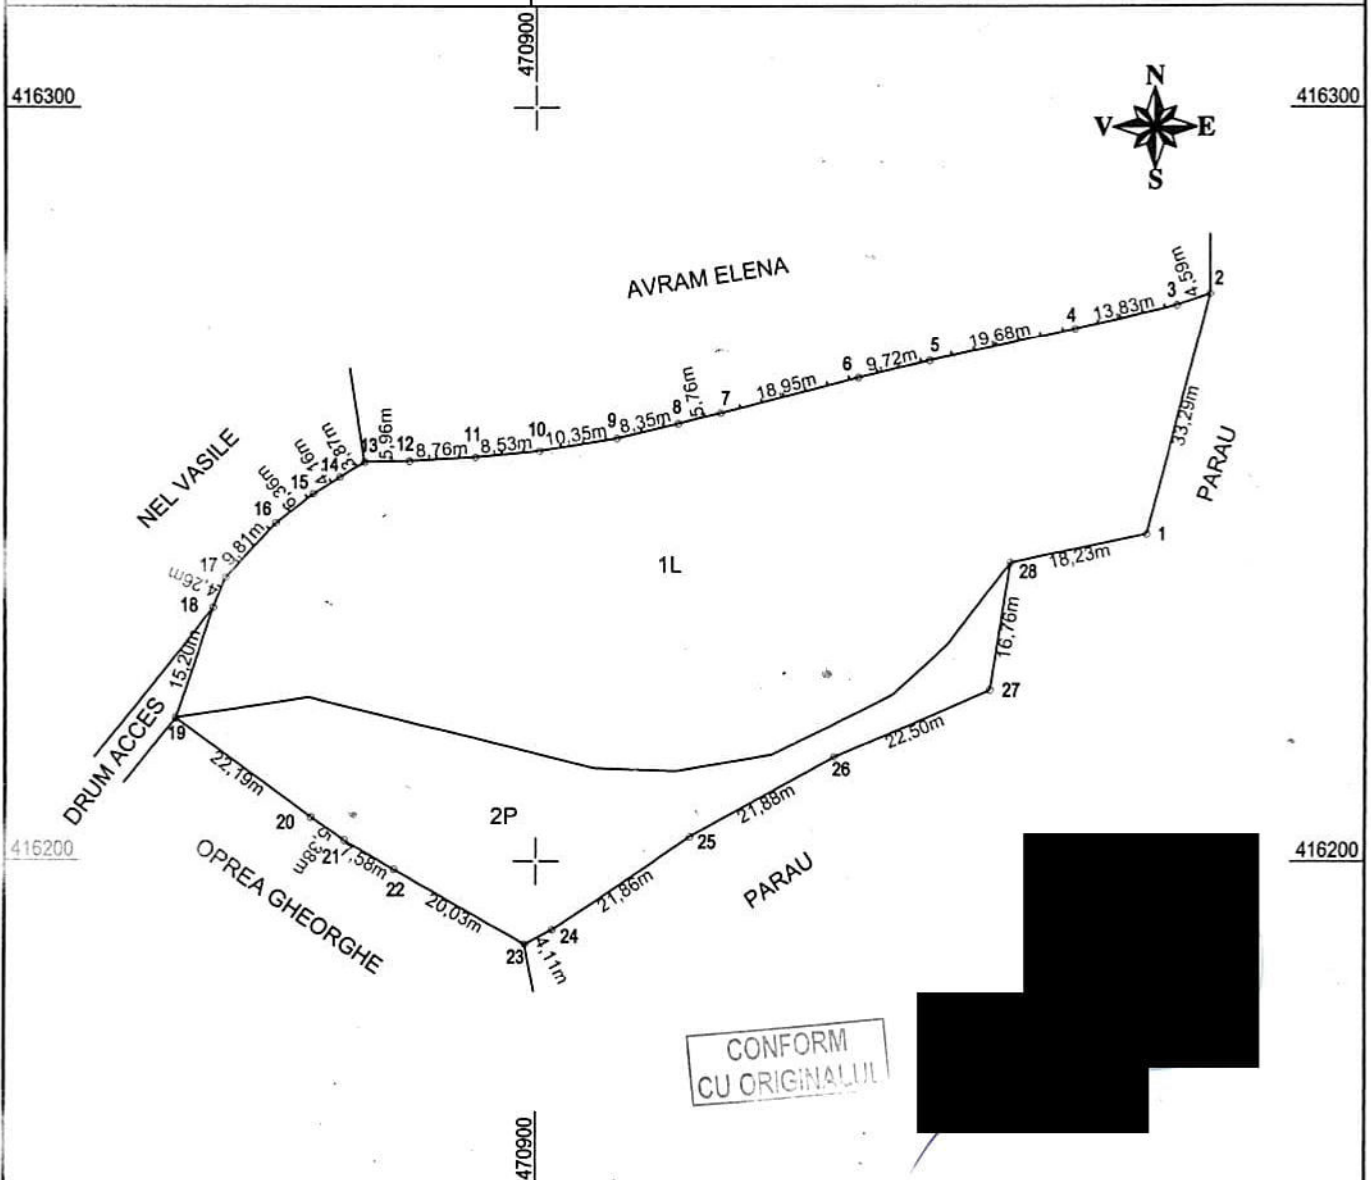 470900
416300
416300
N
V E
S
AVRAM ELENA
4,59m
2
3
13,83m
4
19,68m
5
9,72m
6
18,95m
7
5,76m
8
8,35m
9
10,35m
10
8,53m
11
8,76m
12
5,96m
13
3,87m
14
4,16m
15
6,36m
16
6,81m
17
4,26m
18
NEL VASILE
33,29m
PARAU
1
18,23m
28
1L
16,76m
27
15,20m
19
DRUM ACCES
22,19m
22,50m
26
20
5,38m
21
7,58m
22
2P
21,88m
25
416200
416200
OPREA GHEORGHE
20,03m
21,86m
PARAU
23
24
4,11m
CONFORM
CU ORIGINALUL
470900